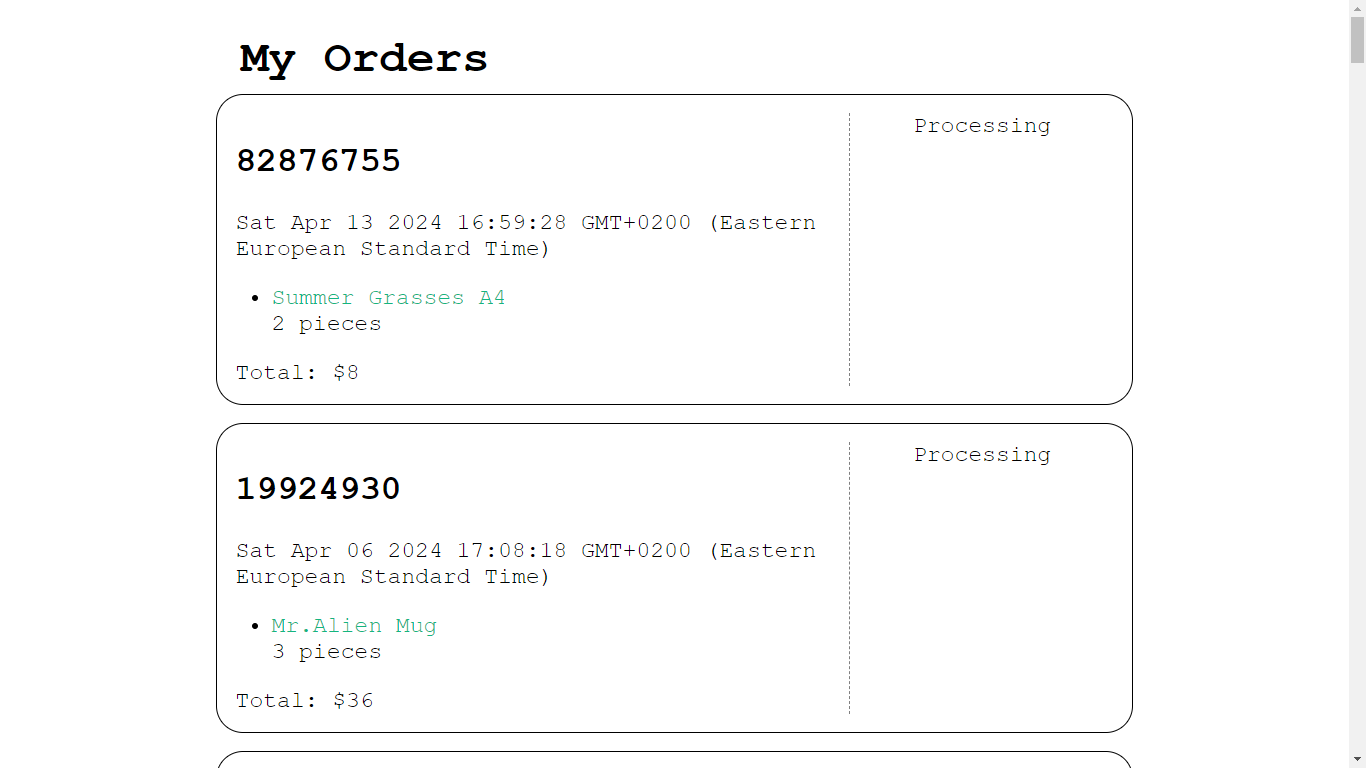 My Orders
Processing
82876755
Sat Apr 13 2024 16:59:28 GMT+0200 (Eastern
European Standard Time)
Summer Grasses A4
2 pieces
Total: $8
Processing
19924930
Sat Apr 06 2024 17:08:18 GMT+0200 (Eastern
European Standard Time)
Mr.Alien Mug
3 pieces
Total: $36